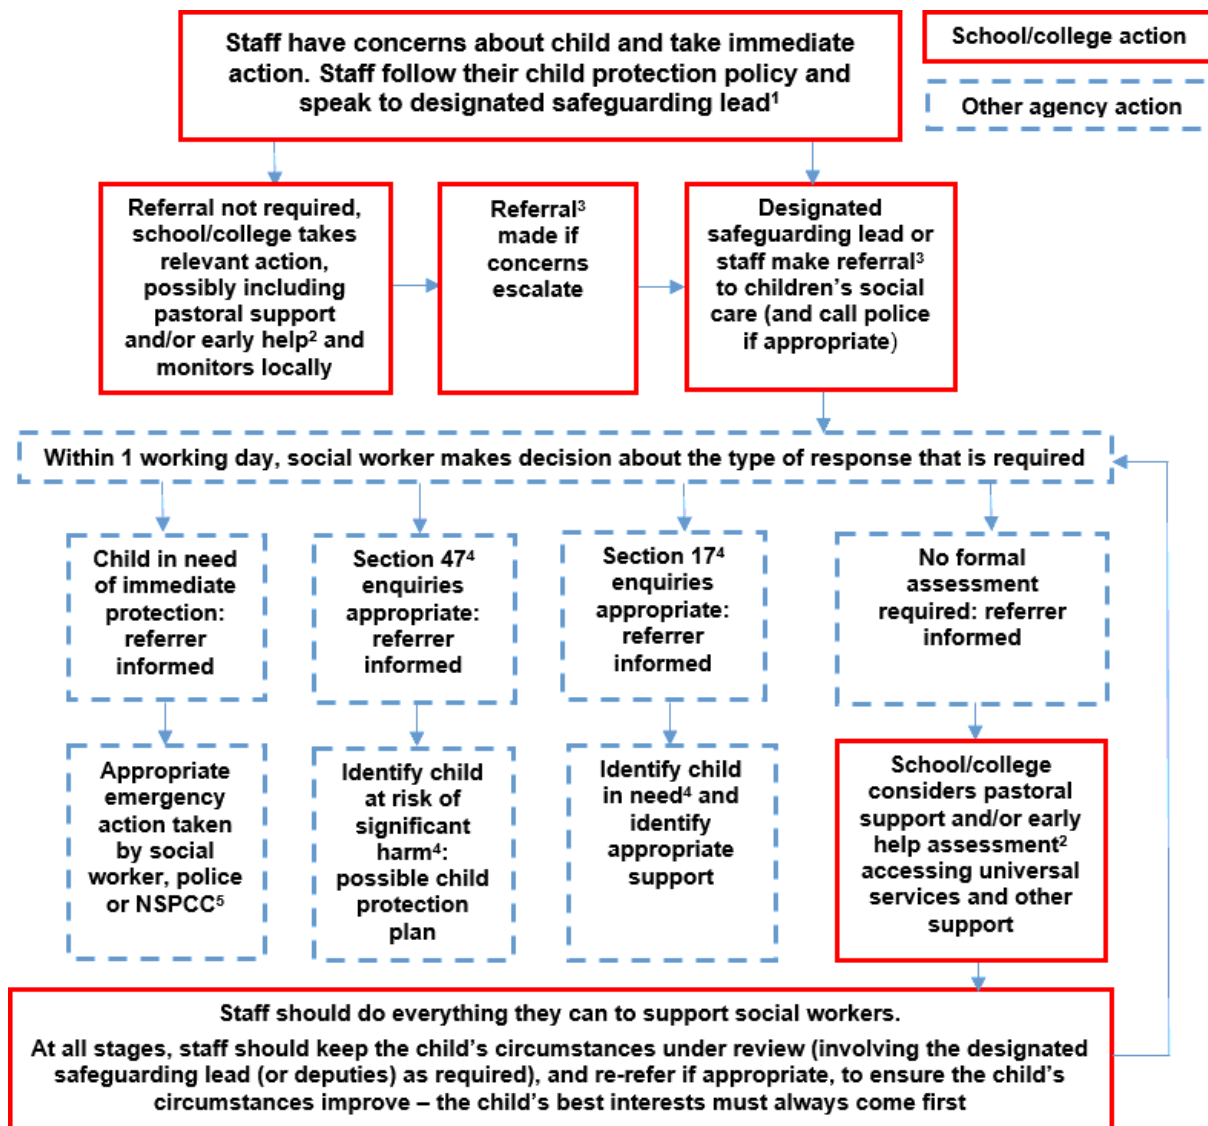 Staff have concerns about child and take immediate
action. Staff follow their child protection policy and
speak to designated safeguarding lead¹
School/college action
Other agency action
Referral not required,
school/college takes
relevant action,
possibly including
pastoral support
and/or early help² and
monitors locally
Referral³
made if
concerns
escalate
Designated
safeguarding lead or
staff make referral³
to children's social
care (and call police
if appropriate)
Within 1 working day, social worker makes decision about the type of response that is required
Child in need
of immediate
protection:
referrer
informed
Section 47⁴
enquiries
appropriate:
referrer
informed
Section 17⁴
enquiries
appropriate:
referrer
informed
No formal
assessment
required: referrer
informed
Appropriate
emergency
action taken
by social
worker, police
or NSPCC⁵
Identify child
at risk of
significant
harm⁴:
possible child
protection
plan
Identify child
in need⁴ and
identify
appropriate
support
School/college
considers pastoral
support and/or early
help assessment²
accessing universal
services and other
support
Staff should do everything they can to support social workers.
At all stages, staff should keep the child's circumstances under review (involving the designated
safeguarding lead (or deputies) as required), and re-refer if appropriate, to ensure the child's
circumstances improve – the child's best interests must always come first